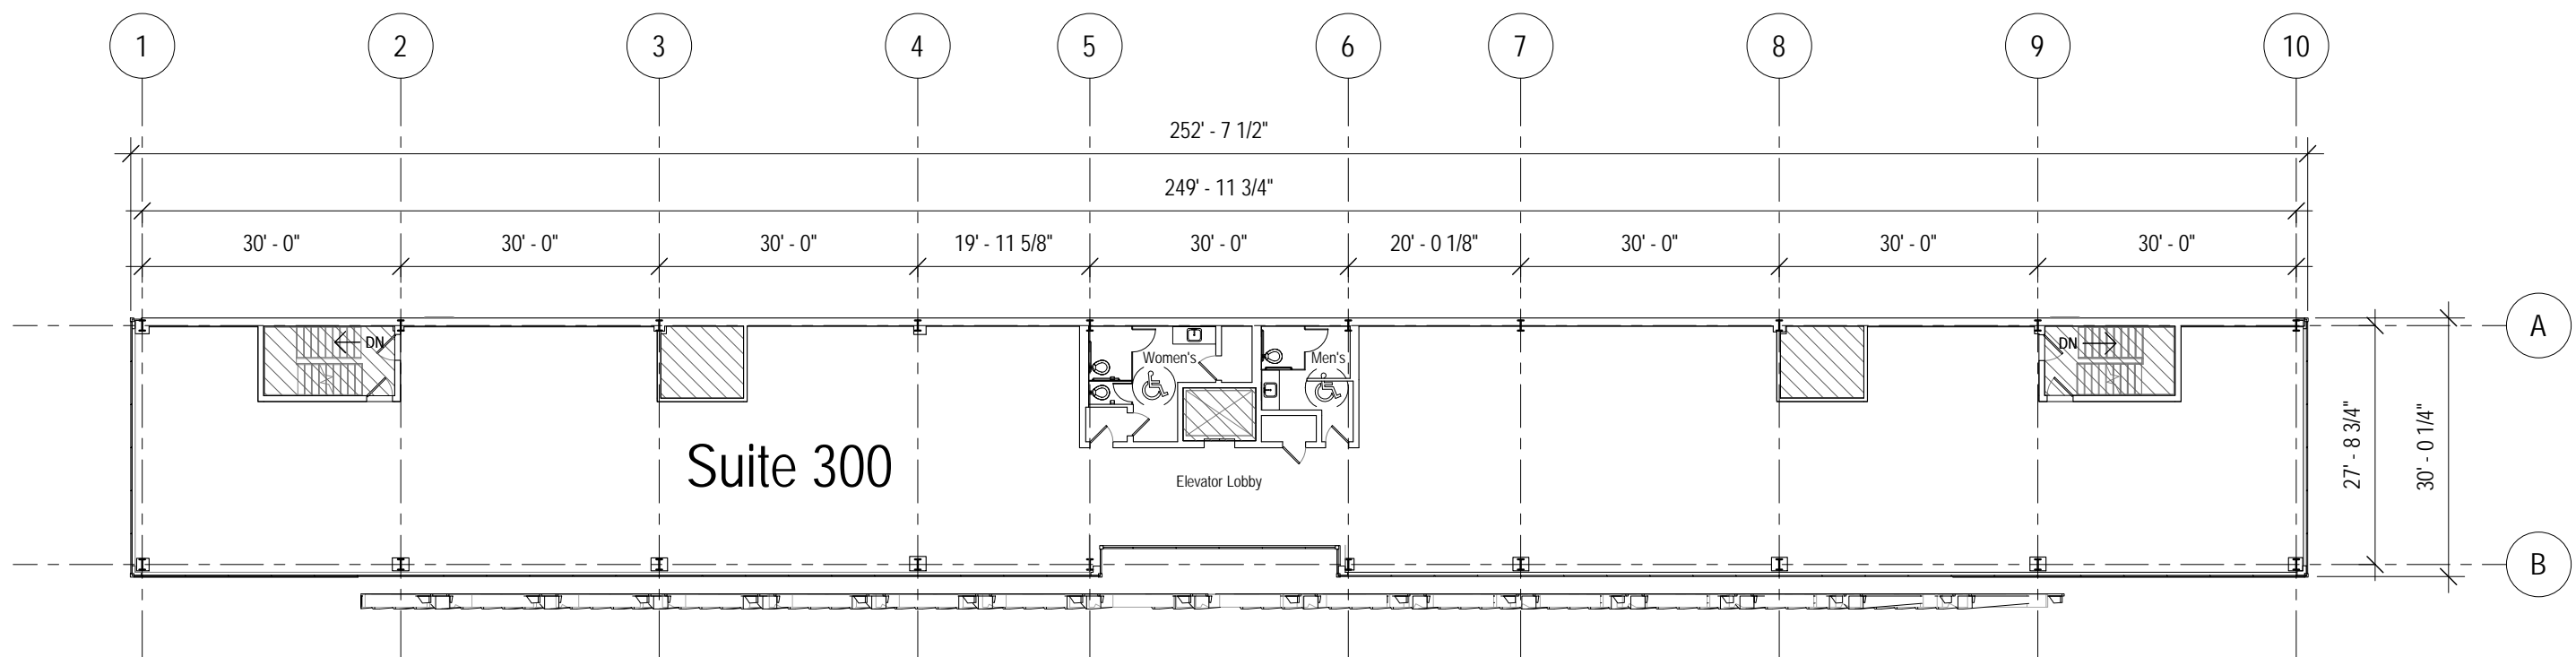 1 2 3 4 5 6 7 8 9 10
252' - 7 1/2"
249' - 11 3/4"
30' - 0" 30' - 0" 30' - 0" 19' - 11 5/8" 30' - 0" 20' - 0 1/8" 30' - 0" 30' - 0" 30' - 0"
A
DN
Women's
Men's
DN
27' - 8 3/4"
30' - 0 1/4"
Suite 300
Elevator Lobby
B